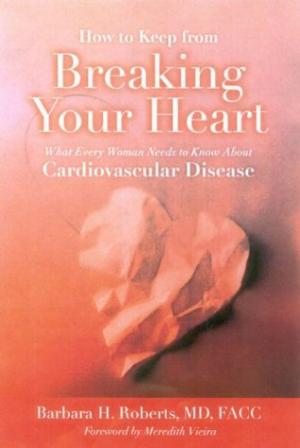 How to Keep from
Breaking
Your Heart
What Every Woman Needs to Know About
Cardiovascular Disease
Barbara H. Roberts, MD, FACC
Foreword by Meredith Vieira